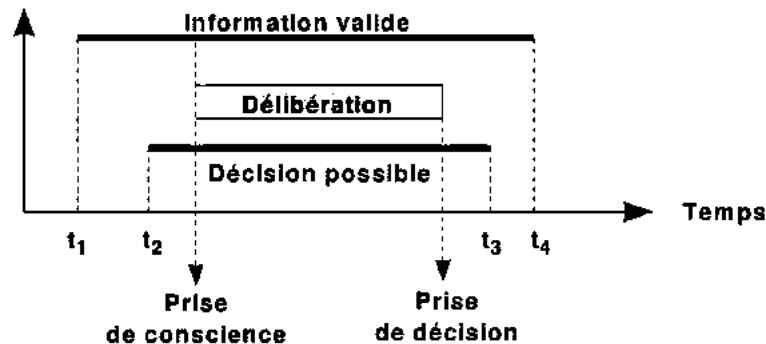 Information valide
Délibération
Décision possible
Temps
t1 t2 t3 t4
Prise
de conscience
Prise
de décision